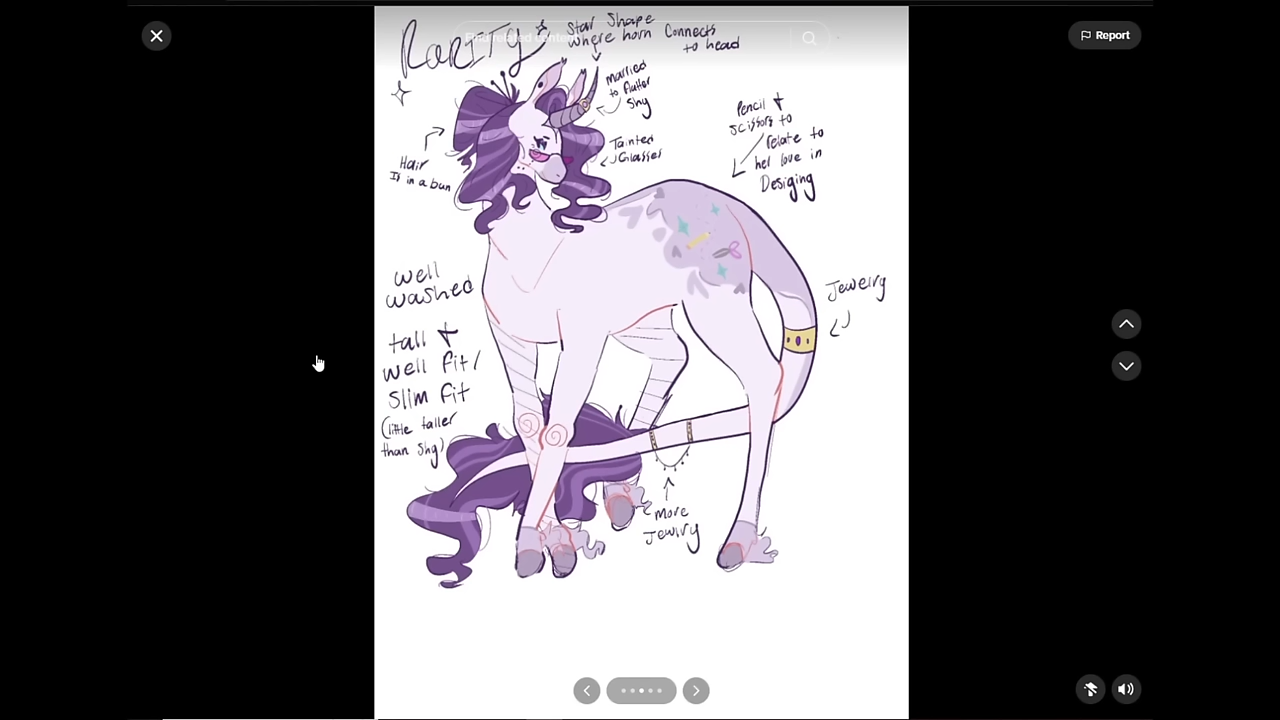 Rarity
Star Shape
where horn Connects
to head
Report
Married
to flutter
Shy
Pencil +
Scissors to
relate to
her love in
Desiging
Tainted
Glasses
Hair
Is in a bun
well
washed
Jewelry
tall +
well fit/
Slim fit
(little taller
than Shy)
more
Jewlry